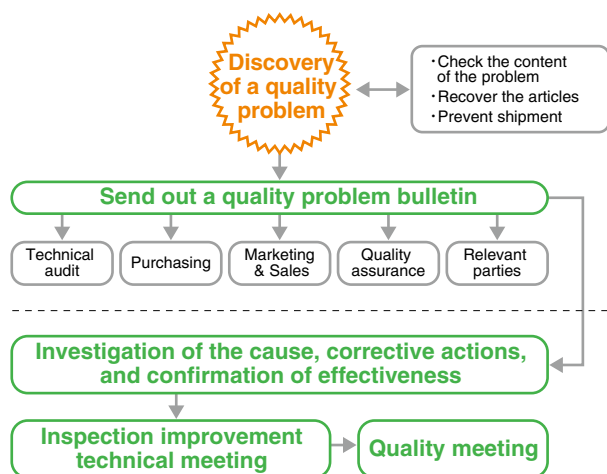 Discovery
of a quality
problem
・Check the content
of the problem
・Recover the articles
・Prevent shipment
Send out a quality problem bulletin
Technical
audit
Purchasing
Marketing
& Sales
Quality
assurance
Relevant
parties
Investigation of the cause, corrective actions,
and confirmation of effectiveness
Inspection improvement
technical meeting
Quality meeting